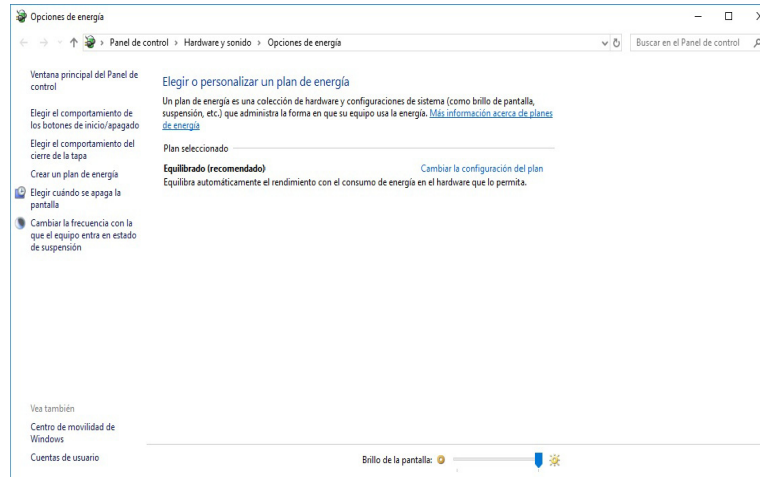 Opciones de energía
Panel de control > Hardware y sonido > Opciones de energía
Buscar en el Panel de control
Ventana principal del Panel de
control
Elegir el comportamiento de
los botones de inicio/apagado
Elegir el comportamiento del
cierre de la tapa
Crear un plan de energía
Elegir cuándo se apaga la
pantalla
Cambiar la frecuencia con la
que el equipo entra en estado
de suspensión
Elegir o personalizar un plan de energía
Un plan de energía es una colección de hardware y configuraciones de sistema (como brillo de pantalla,
suspensión, etc.) que administra la forma en que su equipo usa la energía. Más información acerca de planes
de energía
Plan seleccionado
Equilibrado (recomendado) Cambiar la configuración del plan
Equilibra automáticamente el rendimiento con el consumo de energía en el hardware que lo permita.
Vea también
Centro de movilidad de
Windows
Cuentas de usuario
Brillo de la pantalla: